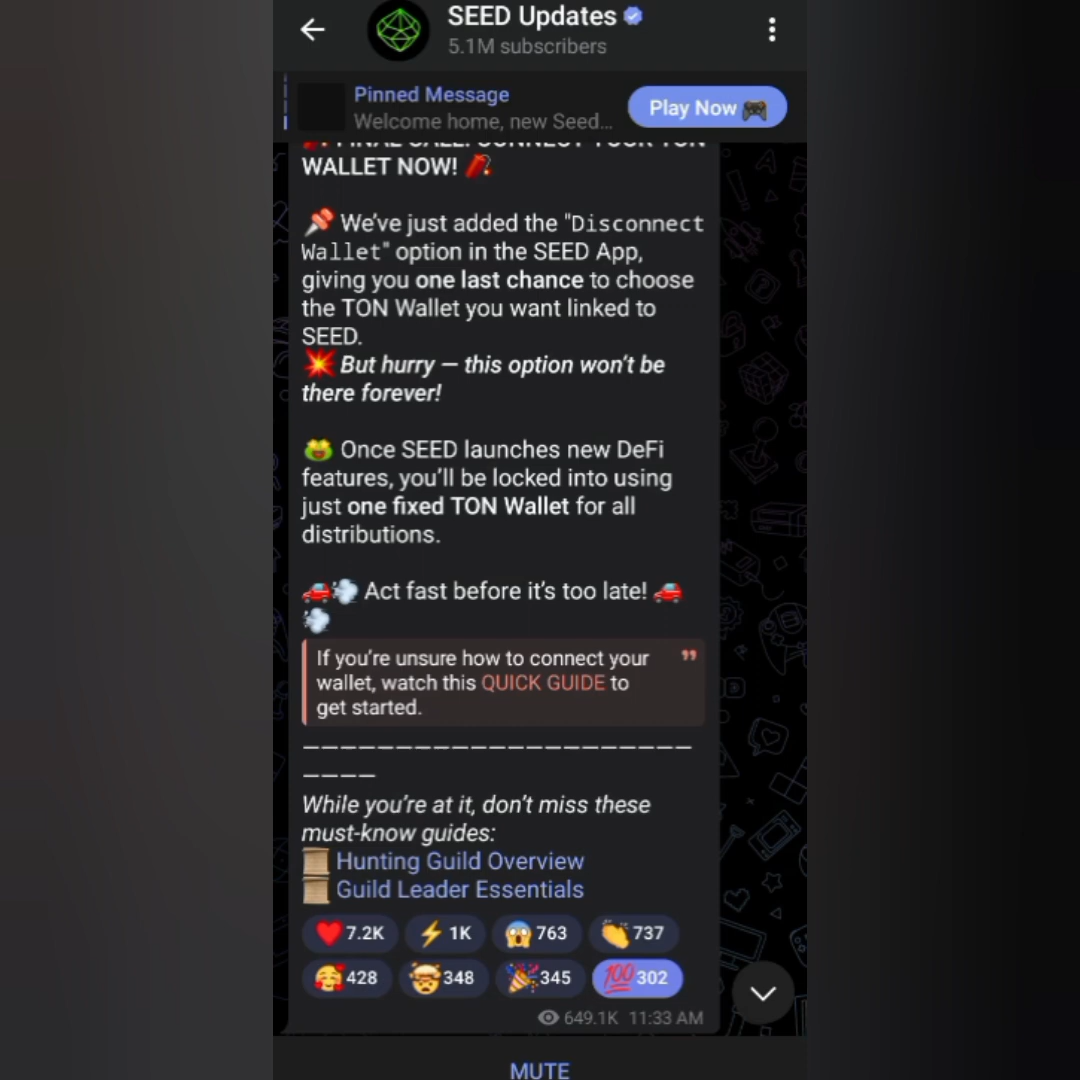 SEED Updates
5.1M subscribers
Pinned Message
Welcome home, new Seed...
Play Now 🎮
🧨 FINAL CALL: CONNECT YOUR TON
WALLET NOW! 🧨
📌 We’ve just added the "Disconnect
Wallet" option in the SEED App,
giving you one last chance to choose
the TON Wallet you want linked to
SEED.
💥 But hurry — this option won’t be
there forever!
🤑 Once SEED launches new DeFi
features, you’ll be locked into using
just one fixed TON Wallet for all
distributions.
🚗💨 Act fast before it’s too late! 🚗
💨
If you’re unsure how to connect your
wallet, watch this QUICK GUIDE to
get started.
—————————————————————
————
While you’re at it, don’t miss these
must-know guides:
📜 Hunting Guild Overview
📜 Guild Leader Essentials
❤️ 7.2K ⚡ 1K 😱 763 👏 737
🥰 428 🤯 348 🎉 345 💯 302
649.1K 11:33 AM
MUTE